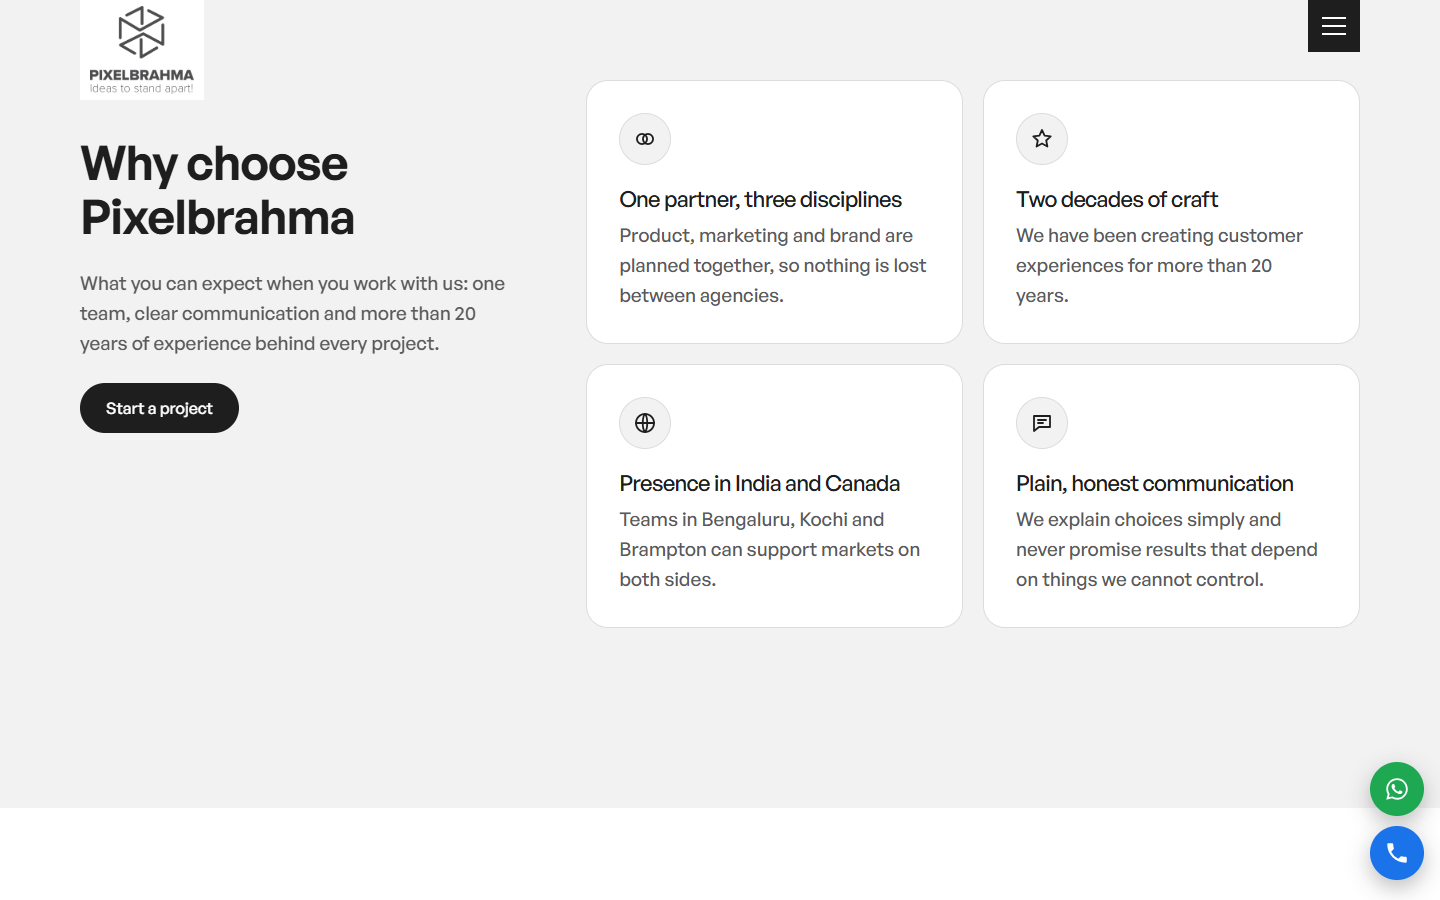 PIXELBRAHMA
Ideas to stand apart!
Why choose
Pixelbrahma
What you can expect when you work with us: one
team, clear communication and more than 20
years of experience behind every project.
Start a project
One partner, three disciplines
Product, marketing and brand are
planned together, so nothing is lost
between agencies.
Two decades of craft
We have been creating customer
experiences for more than 20
years.
Presence in India and Canada
Teams in Bengaluru, Kochi and
Brampton can support markets on
both sides.
Plain, honest communication
We explain choices simply and
never promise results that depend
on things we cannot control.